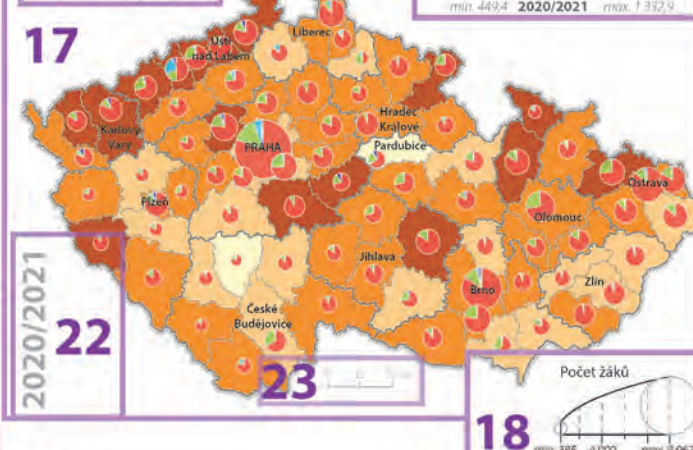 min. 449,4 2020/2021 max. 1 332,9
17
Liberec
Ústí
nad Labem
Karlovy
Vary
PRAHA
Hradec
Králové
Pardubice
Plzeň
Ostrava
Olomouc
Jihlava
Zlín
Brno
České
Budějovice
2020/2021
22
23
Počet žáků
18